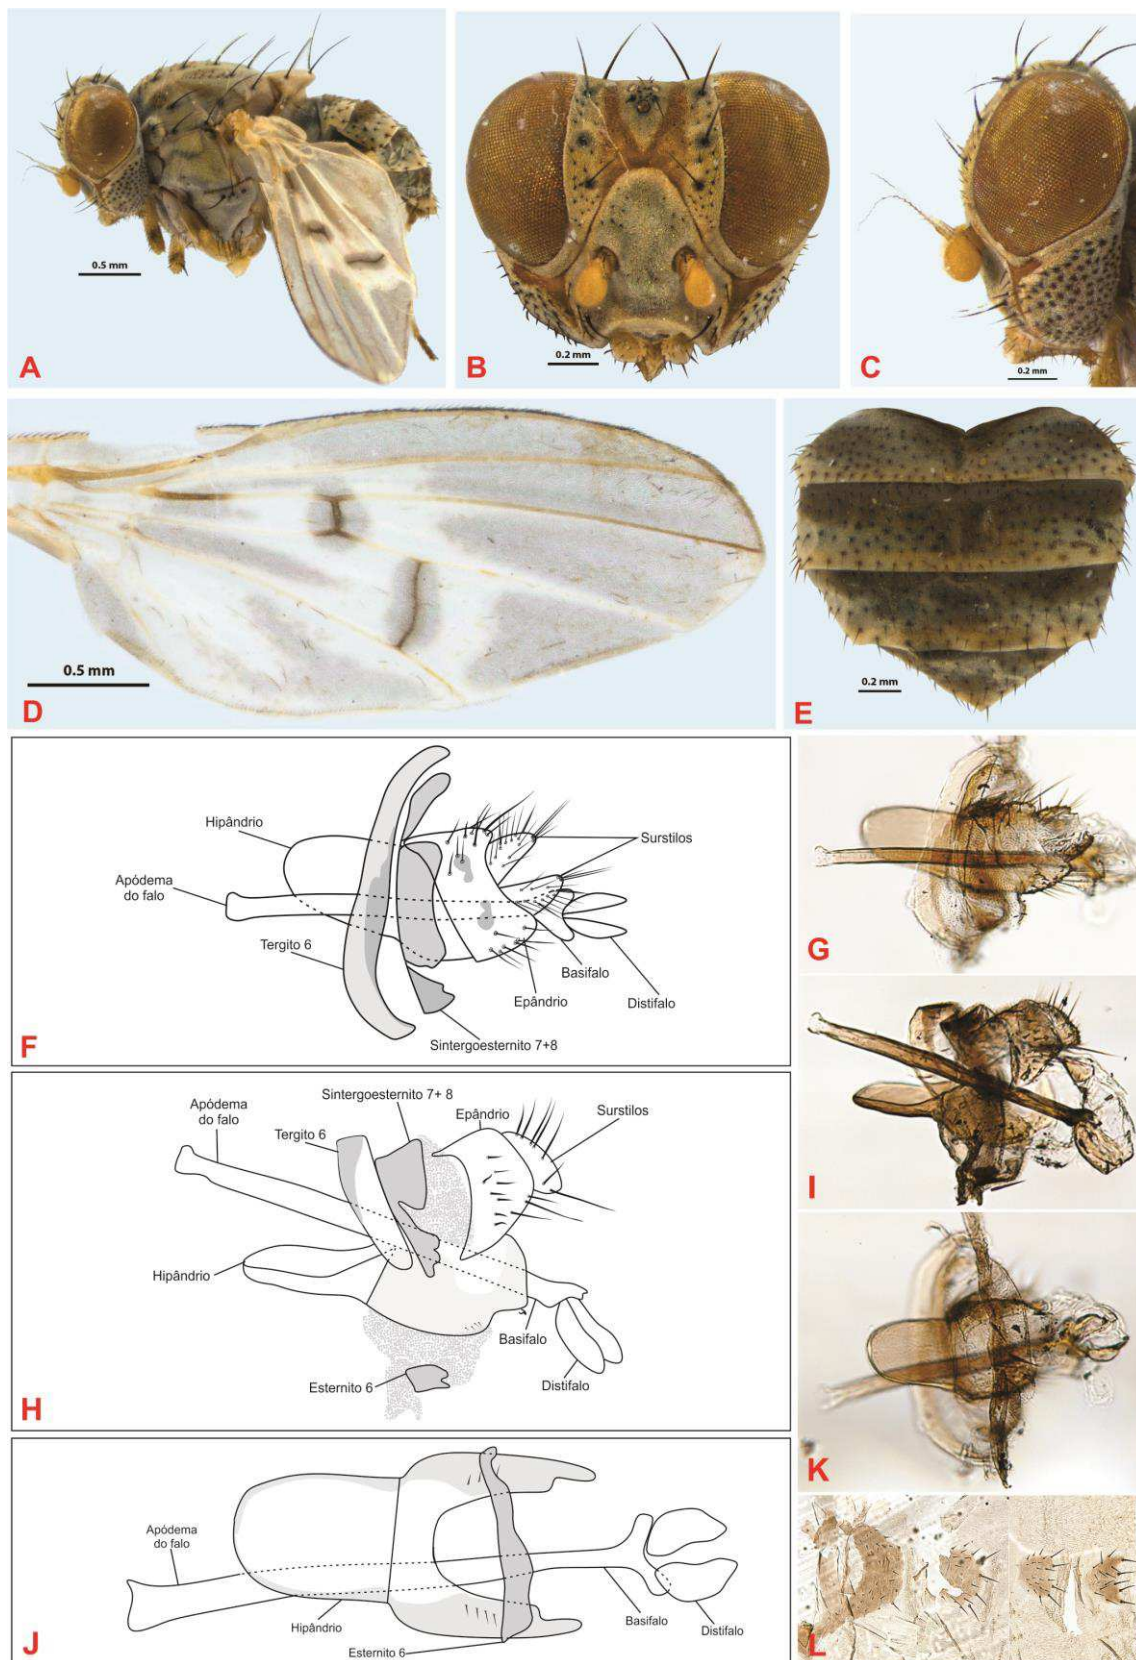 0.5 mm
A
0.2 mm
B
0.2 mm
C
0.5 mm
D
0.2 mm
E
Hipândrio
Apódema
do falo
Tergito 6
Surstilos
Basifalo
Epândrio
Distifalo
Sintergoesternito 7+8
F
G
Apódema
do falo
Sintergoesternito 7+ 8
Tergito 6
Epândrio
Surstilos
Hipândrio
Basifalo
Esternito 6
Distifalo
H
I
K
Apódema
do falo
Hipândrio
Esternito 6
Basifalo
Distifalo
J
L